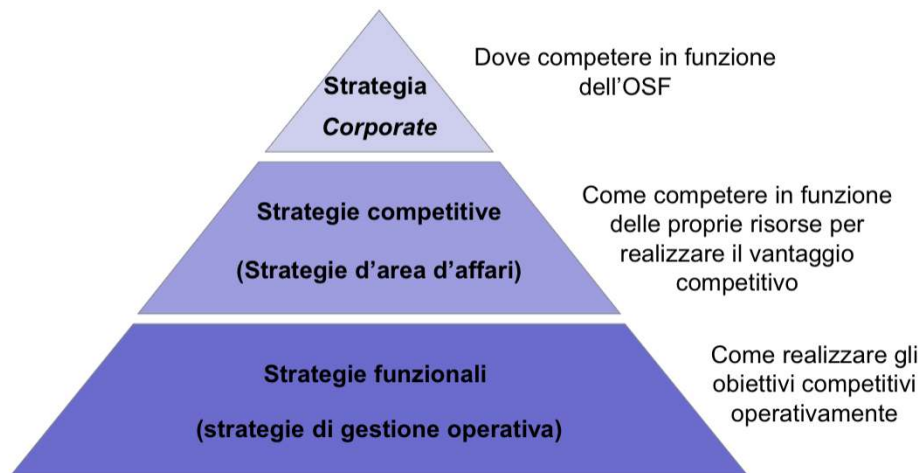 Strategia
Corporate
Dove competere in funzione
dell'OSF
Strategie competitive
(Strategie d'area d'affari)
Come competere in funzione
delle proprie risorse per
realizzare il vantaggio
competitivo
Strategie funzionali
(strategie di gestione operativa)
Come realizzare gli
obiettivi competitivi
operativamente